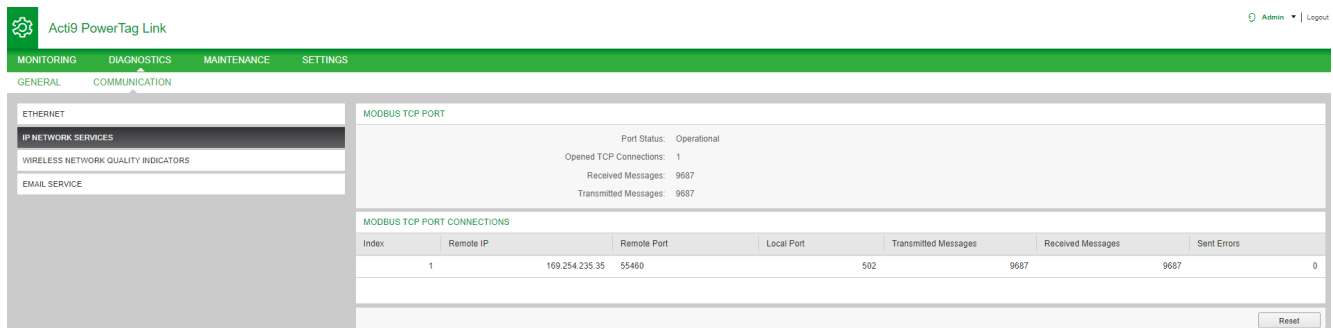 Acti9 PowerTag Link
Admin | Logout
MONITORING DIAGNOSTICS MAINTENANCE SETTINGS
GENERAL COMMUNICATION
ETHERNET
IP NETWORK SERVICES
WIRELESS NETWORK QUALITY INDICATORS
EMAIL SERVICE
MODBUS TCP PORT
Port Status: Operational
Opened TCP Connections: 1
Received Messages: 9687
Transmitted Messages: 9687
MODBUS TCP PORT CONNECTIONS
Index Remote IP Remote Port Local Port Transmitted Messages Received Messages Sent Errors
1 169.254.235.35 55460 502 9687 9687 0
Reset